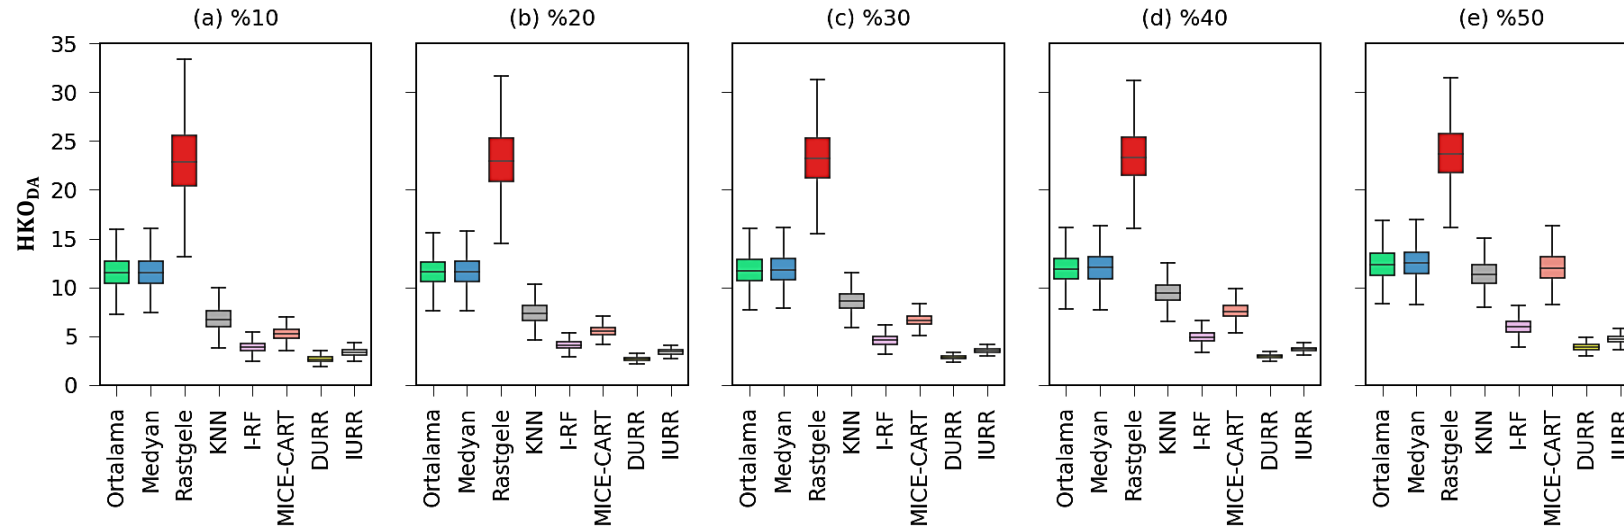 (a) %10
(b) %20
(c) %30
(d) %40
(e) %50
HKO_DA
35
30
25
20
15
10
5
0
Ortalama
Medyan
Rastgele
KNN
I-RF
MICE-CART
DURR
IURR
Ortalama
Medyan
Rastgele
KNN
I-RF
MICE-CART
DURR
IURR
Ortalama
Medyan
Rastgele
KNN
I-RF
MICE-CART
DURR
IURR
Ortalama
Medyan
Rastgele
KNN
I-RF
MICE-CART
DURR
IURR
Ortalama
Medyan
Rastgele
KNN
I-RF
MICE-CART
DURR
IURR